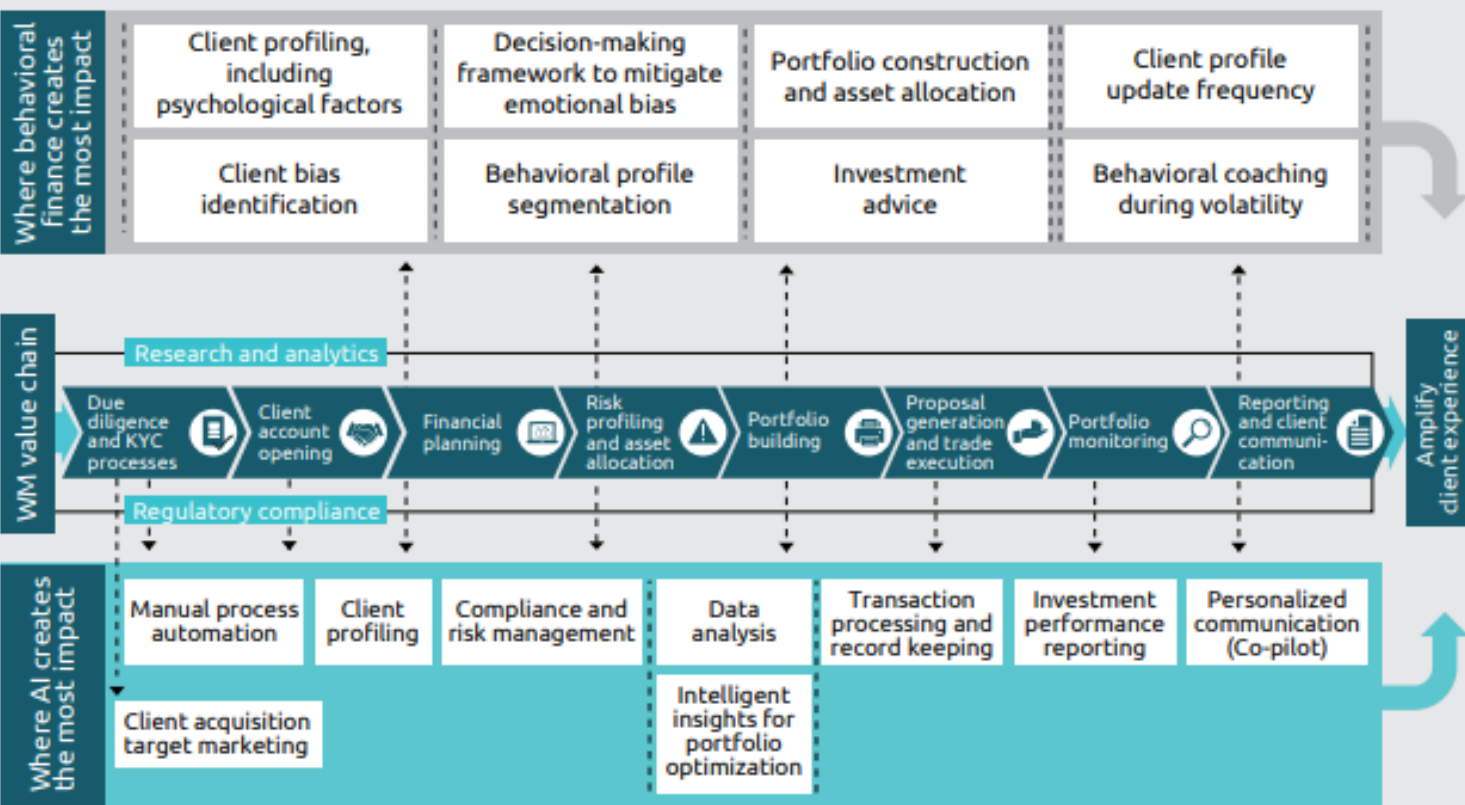 Where behavioral
finance creates
the most impact
Client profiling,
including
psychological factors
Decision-making
framework to mitigate
emotional bias
Portfolio construction
and asset allocation
Client profile
update frequency
Client bias
identification
Behavioral profile
segmentation
Investment
advice
Behavioral coaching
during volatility
WM value chain
Research and analytics
Due
diligence
and KYC
processes
Client
account
opening
Financial
planning
Risk
profiling
and asset
allocation
Portfolio
building
Proposal
generation
and trade
execution
Portfolio
monitoring
Reporting
and client
communi-
cation
Amplify
client experience
Regulatory compliance
Where AI creates
the most impact
Manual process
automation
Client
profiling
Compliance and
risk management
Data
analysis
Transaction
processing and
record keeping
Investment
performance
reporting
Personalized
communication
(Co-pilot)
Client acquisition
target marketing
Intelligent
insights for
portfolio
optimization